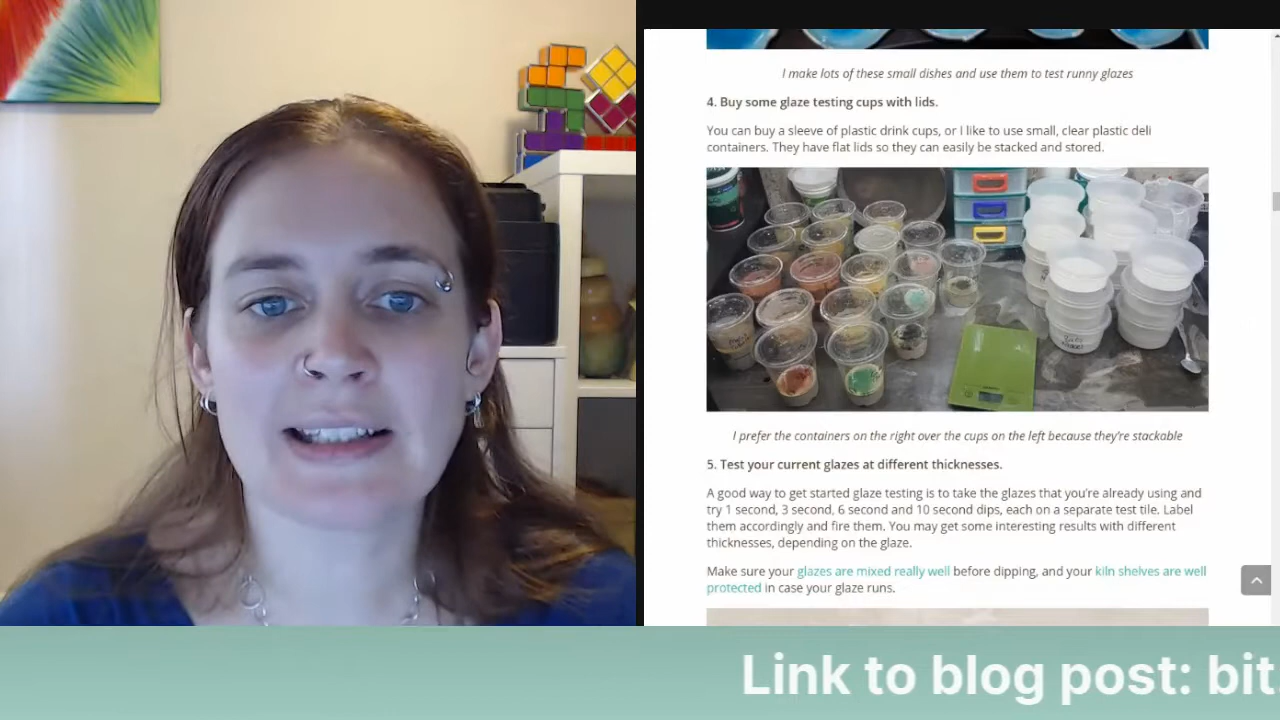 I make lots of these small dishes and use them to test runny glazes
4. Buy some glaze testing cups with lids.
You can buy a sleeve of plastic drink cups, or I like to use small, clear plastic deli
containers. They have flat lids so they can easily be stacked and stored.
I prefer the containers on the right over the cups on the left because they're stackable
5. Test your current glazes at different thicknesses.
A good way to get started glaze testing is to take the glazes that you're already using and
try 1 second, 3 second, 6 second and 10 second dips, each on a separate test tile. Label
them accordingly and fire them. You may get some interesting results with different
thicknesses, depending on the glaze.
Make sure your glazes are mixed really well before dipping, and your kiln shelves are well
protected in case your glaze runs.
Link to blog post: bit